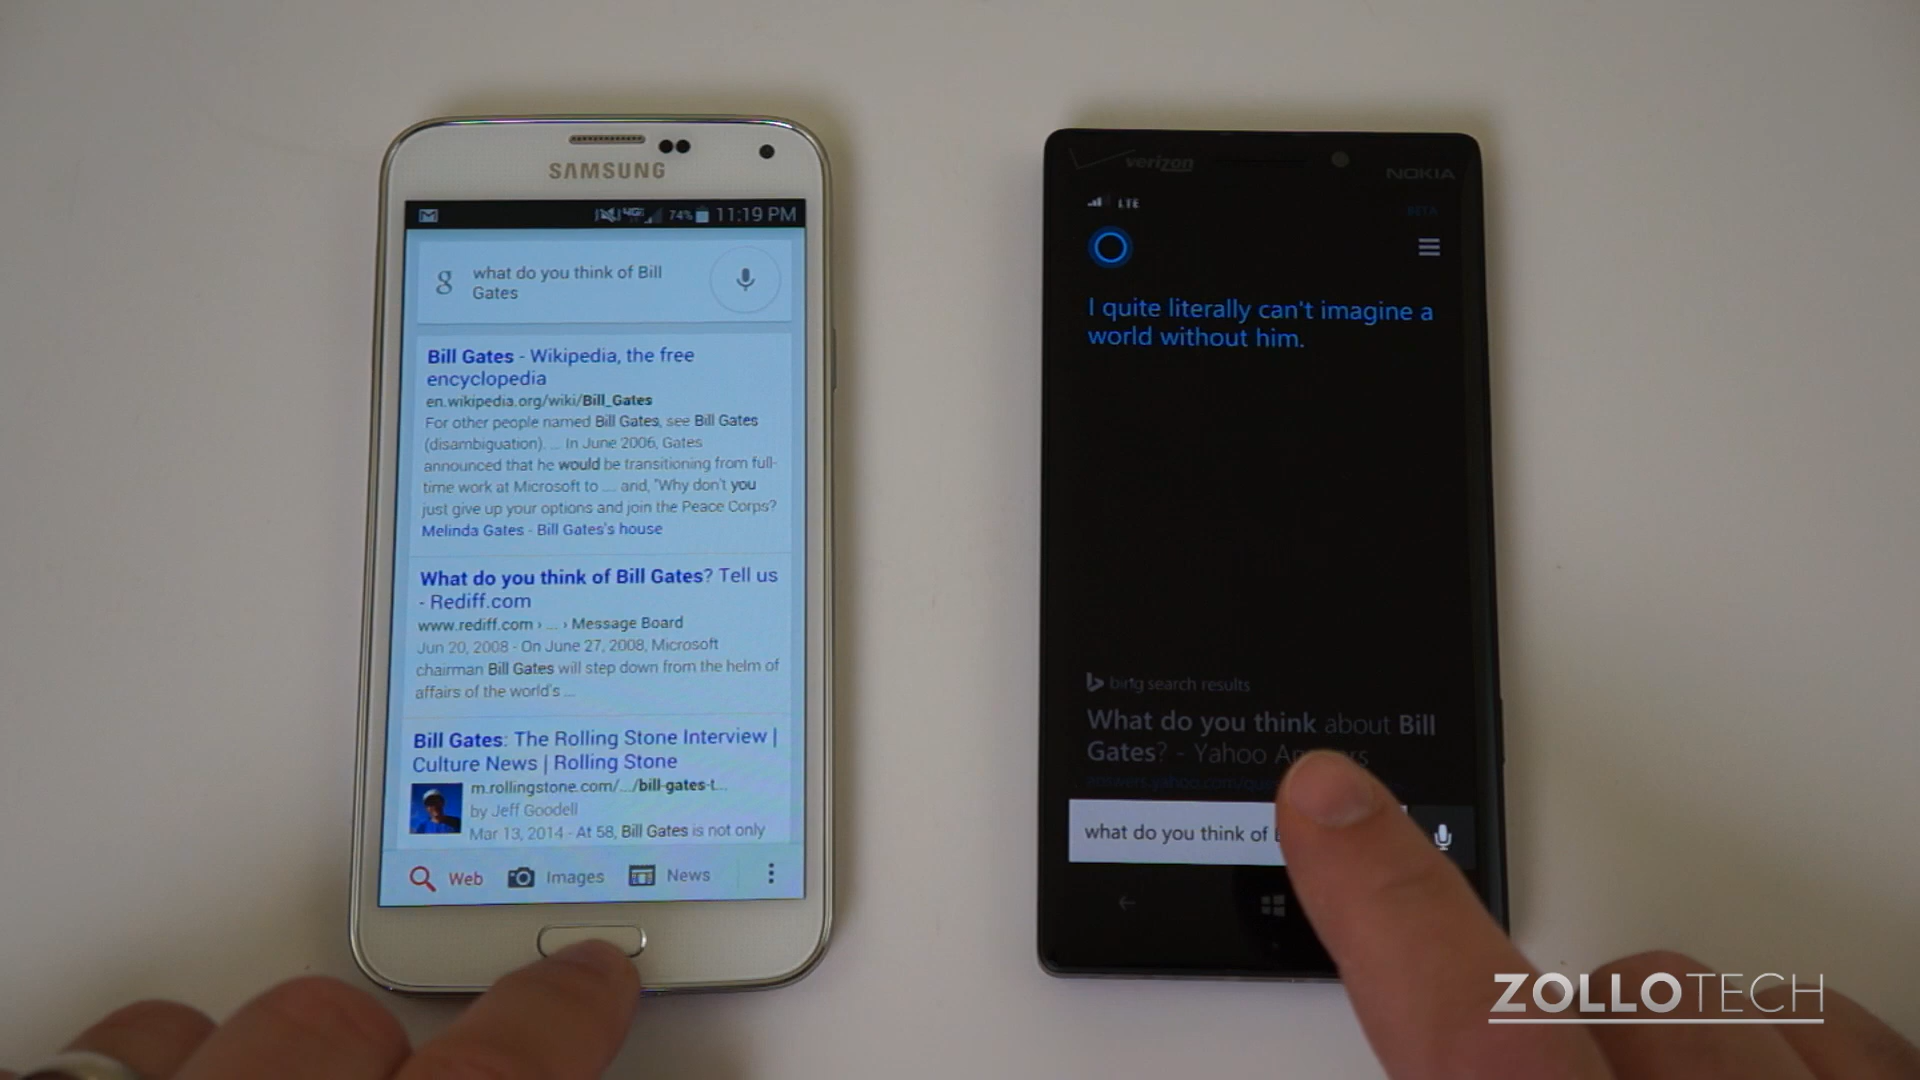 SAMSUNG
4G 74% 11:19 PM
g what do you think of Bill
Gates
Bill Gates - Wikipedia, the free
encyclopedia
en.wikipedia.org/wiki/Bill_Gates
For other people named Bill Gates, see Bill Gates
(disambiguation). ... In June 2006, Gates
announced that he would be transitioning from full-
time work at Microsoft to .... and, "Why don't you
just give up your options and join the Peace Corps?
Melinda Gates - Bill Gates's house
What do you think of Bill Gates? Tell us
- Rediff.com
www.rediff.com › ... › Message Board
Jun 20, 2008 - On June 27, 2008, Microsoft
chairman Bill Gates will step down from the helm of
affairs of the world's ...
Bill Gates: The Rolling Stone Interview |
Culture News | Rolling Stone
m.rollingstone.com/.../bill-gates-t...
by Jeff Goodell
Mar 13, 2014 - At 58, Bill Gates is not only
Web Images News
verizon
NOKIA
LTE
BETA
I quite literally can't imagine a
world without him.
bing search results
What do you think about Bill
Gates? - Yahoo Answers
answers.yahoo.com/
what do you think of
ZOLLOTECH